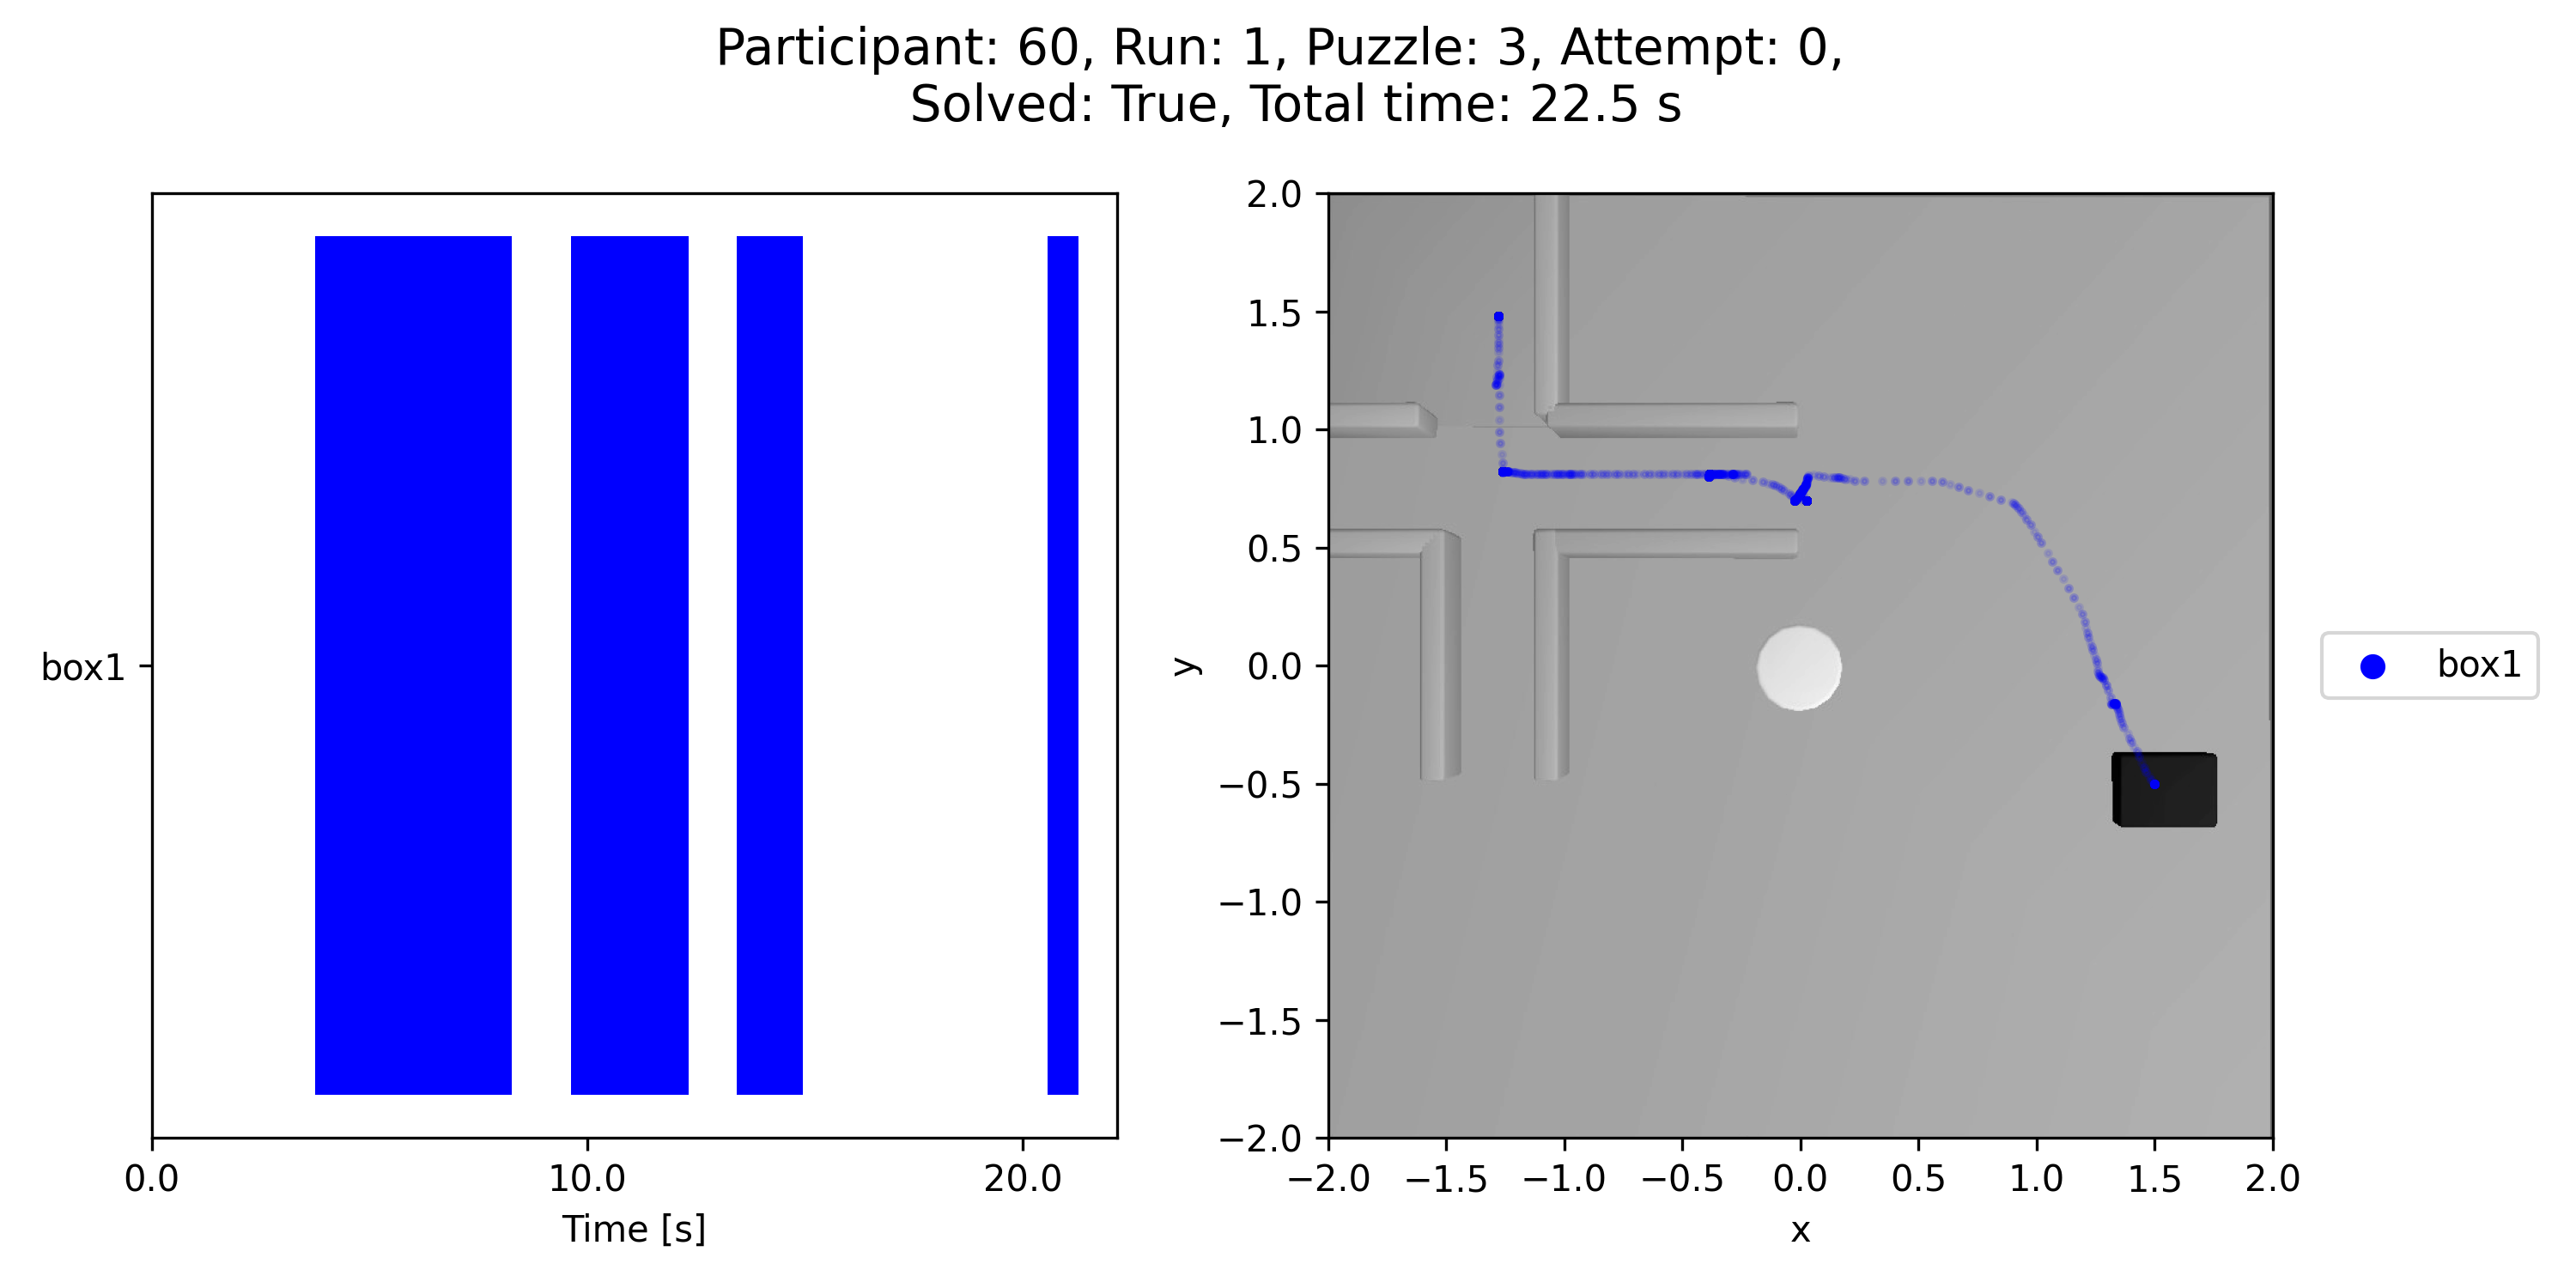 Participant: 60, Run: 1, Puzzle: 3, Attempt: 0,
Solved: True, Total time: 22.5 s
box1
0.0 10.0 20.0
Time [s]
2.0
1.5
1.0
0.5
0.0
−0.5
−1.0
−1.5
−2.0
y
−2.0 −1.5 −1.0 −0.5 0.0 0.5 1.0 1.5 2.0
x
box1